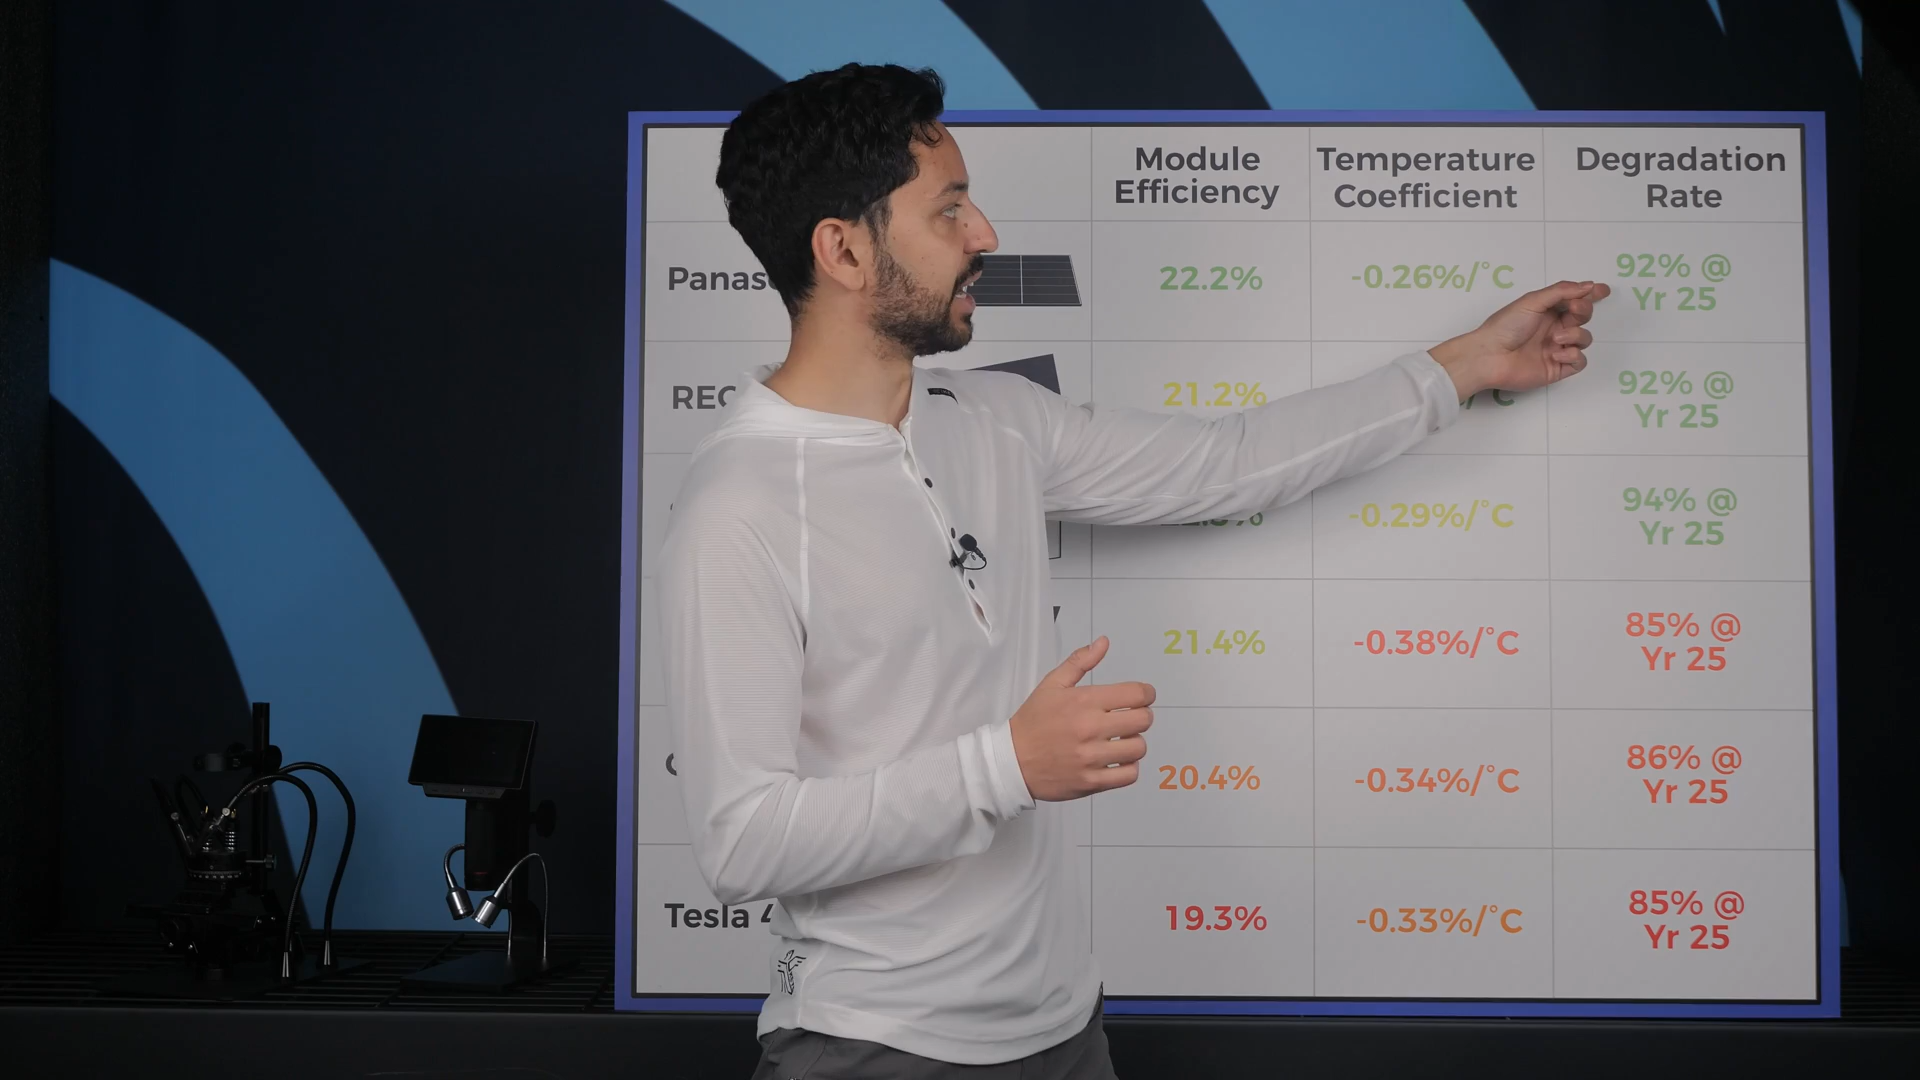 Module
Efficiency
Temperature
Coefficient
Degradation
Rate
22.2%
-0.26%/°C
92% @
Yr 25
REC
21.2%
92% @
Yr 25
-0.29%/°C
94% @
Yr 25
21.4%
-0.38%/°C
85% @
Yr 25
20.4%
-0.34%/°C
86% @
Yr 25
Tesla 4
19.3%
-0.33%/°C
85% @
Yr 25